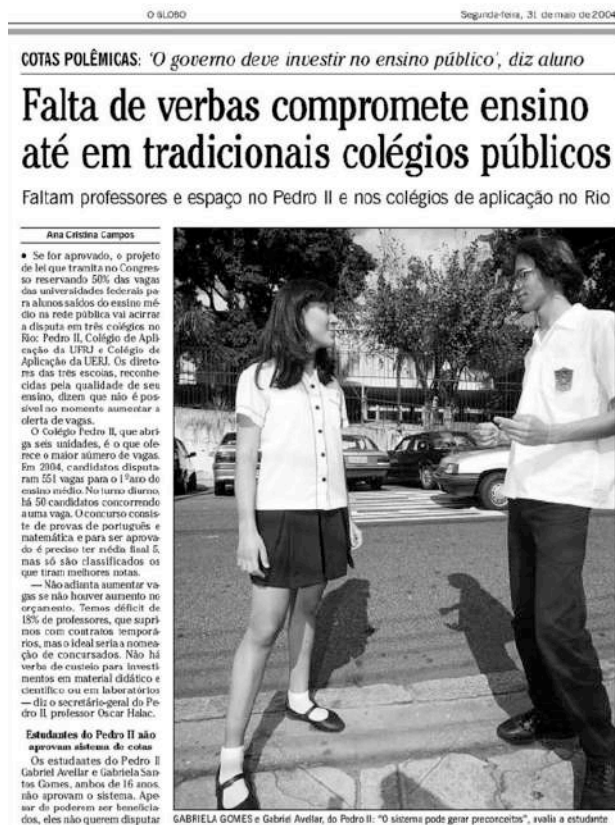 O GLOBO
Segunda-feira, 31 de maio de 2004
COTAS POLÊMICAS: 'O governo deve investir no ensino público', diz aluno
Falta de verbas compromete ensino
até em tradicionais colégios públicos
Faltam professores e espaço no Pedro II e nos colégios de aplicação no Rio
Ana Cristina Campos
• Se for aprovado, o projeto
de lei que tramita no Congres-
so reservando 50% das vagas
das universidades federais pa-
ra alunos saídos do ensino mé-
dio na rede pública vai acirrar
a disputa em três colégios no
Rio: Pedro II, Colégio de Apli-
cação da UFRJ e Colégio de
Aplicação da UERJ. Os direto-
res das três escolas, reconhe-
cidas pela qualidade de seu
ensino, dizem que não é pos-
sível no momento aumentar a
oferta de vagas.
O Colégio Pedro II, que abri-
ga seis unidades, é o que ofe-
rece o maior número de vagas.
Em 2004, candidatos disputa-
ram 551 vagas para o 1º ano do
ensino médio. No turno diurno,
há 50 candidatos concorrendo
a uma vaga. O concurso consis-
te de provas de português e
matemática e para ser aprova-
do é preciso ter média final 5,
mas só são classificados os
que tiram melhores notas.
— Não adianta aumentar va-
gas se não houver aumento no
orçamento. Temos déficit de
18% de professores, que supri-
mos com contratos temporá-
rios, mas o ideal seria a nomea-
ção de concursados. Não há
verba de custeio para investi-
mentos em material didático e
científico ou em laboratórios
— diz o secretário-geral do Pe-
dro II, professor Oscar Halac.
Estudantes do Pedro II não
aprovam sistema de cotas
Os estudantes do Pedro II
Gabriel Avellar e Gabriela San-
tos Gomes, ambos de 16 anos,
não aprovam o sistema. Ape-
sar de poderem ser beneficia-
dos, eles não querem disputar
GABRIELA GOMES e Gabriel Avellar, do Pedro II: "O sistema pode gerar preconceitos", avalia a estudante